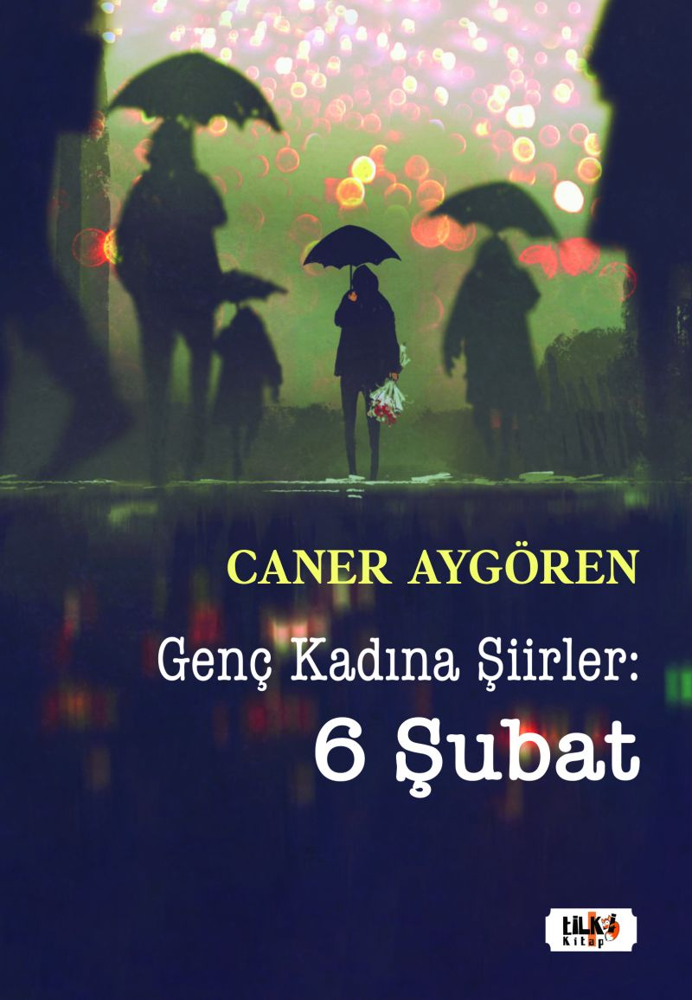 CANER AYGÖREN
Genç Kadına Şiirler:
6 Şubat
tiLKi
Kitap